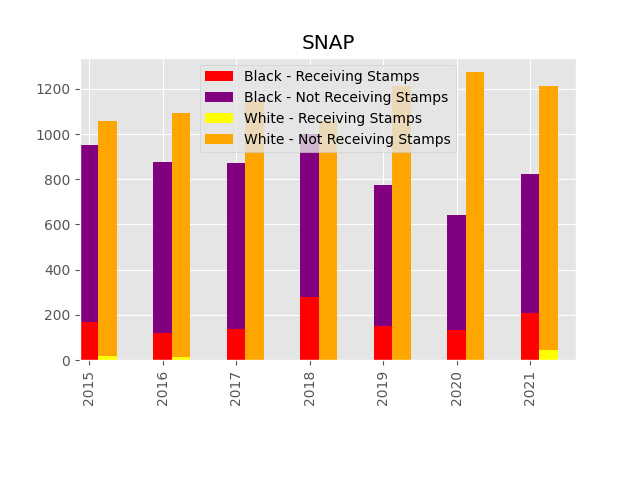 SNAP
Black - Receiving Stamps
Black - Not Receiving Stamps
White - Receiving Stamps
White - Not Receiving Stamps
1200
1000
800
600
400
200
0
2015
2016
2017
2018
2019
2020
2021